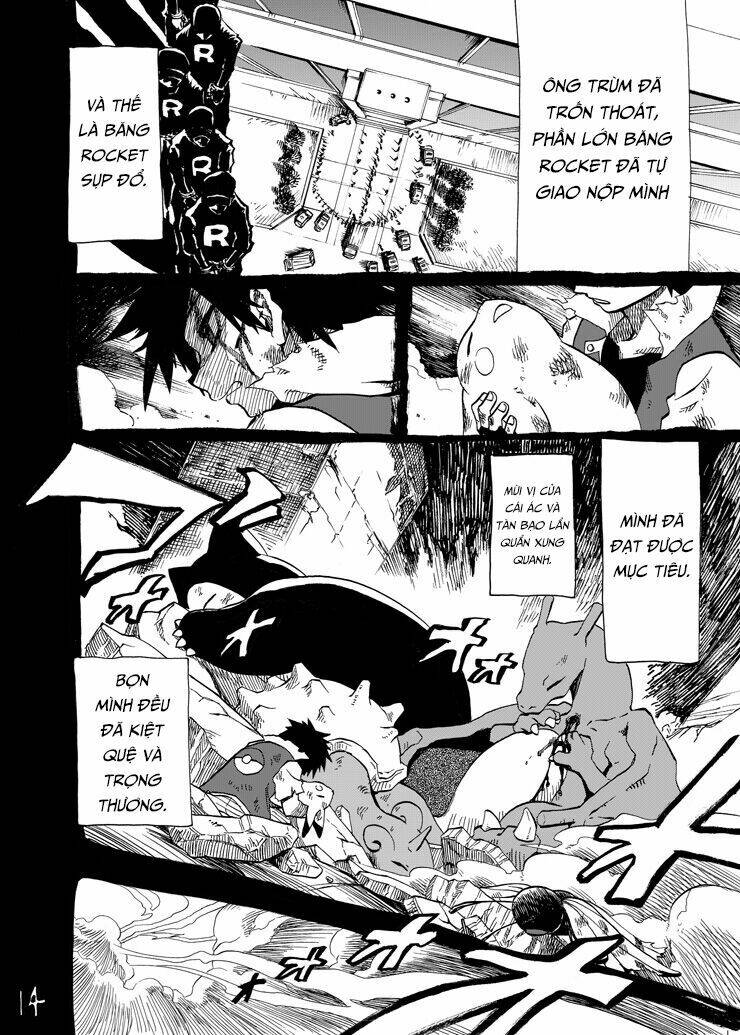 ÔNG TRÙM ĐÃ
TRỐN THOÁT,
PHẦN LỚN BĂNG
ROCKET ĐÃ TỰ
GIAO NỘP MÌNH
VÀ THẾ
LÀ BĂNG
ROCKET
SỤP ĐỔ.
R
R
R
R
MÌNH ĐÃ
ĐẠT ĐƯỢC
MỤC TIÊU.
MÙI VỊ CỦA
CÁI ÁC VÀ
TÀN BẠO LẨN
QUẨN XUNG
QUANH.
BỌN
MÌNH ĐỀU
ĐÃ KIỆT
QUỆ VÀ
TRỌNG
THƯƠNG.
14